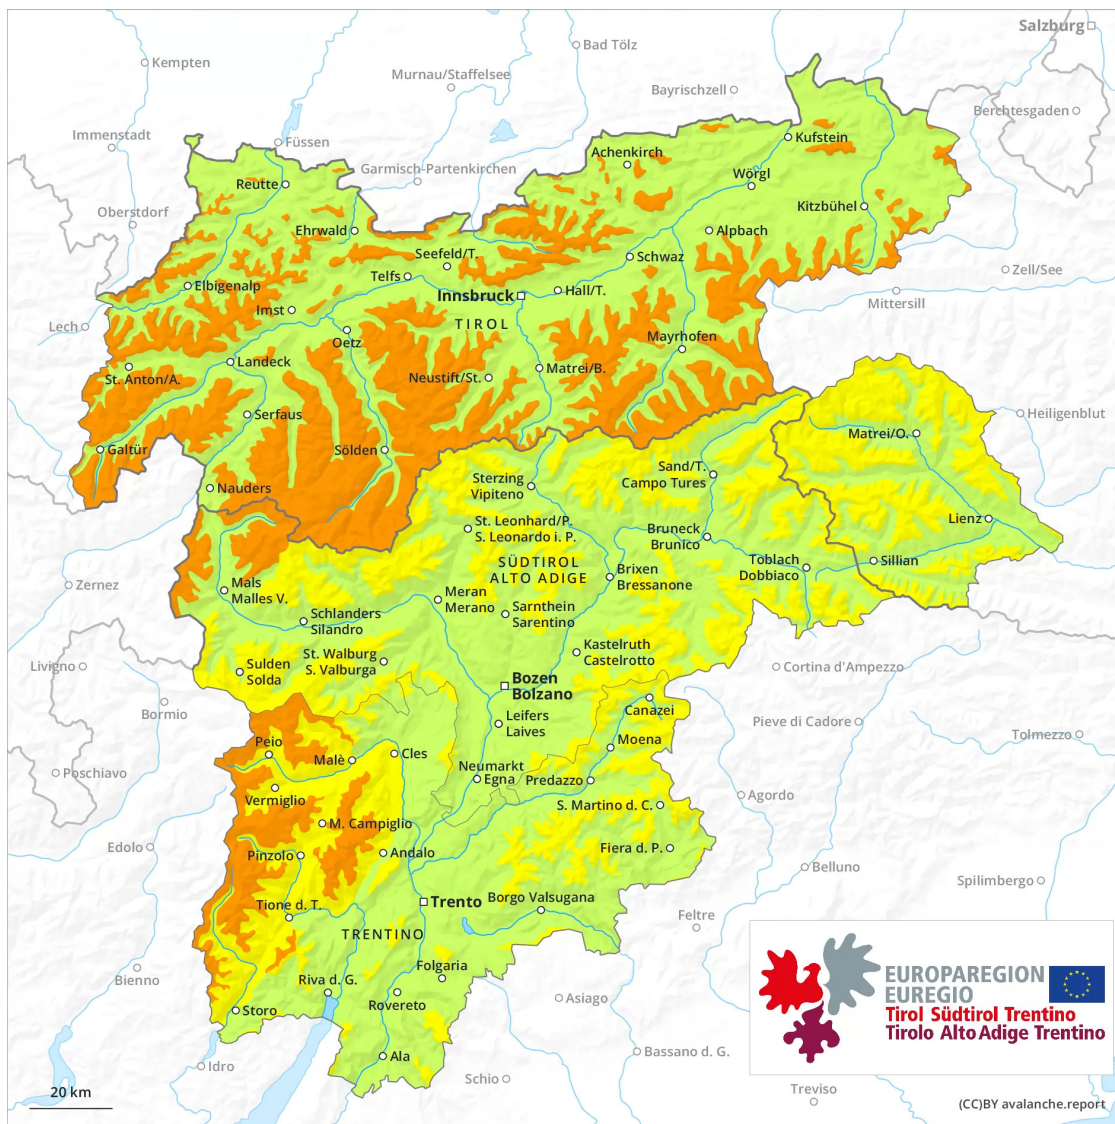 Salzburg
Bad Tölz
Kempten
Murnau/Staffelsee
Bayrischzell
Berchtesgaden
Immenstadt
Füssen
Kufstein
Achenkirch
Garmisch-Partenkirchen
Wörgl
Reutte
Oberstdorf
Kitzbühel
Ehrwald
Alpbach
Seefeld/T.
Schwaz
Telfs
Zell/See
Elbigenalp
Hall/T.
Innsbruck
Mittersill
Imst
TIROL
Lech
Oetz
Mayrhofen
Landeck
Matrei/B.
St. Anton/A.
Neustift/St.
Serfaus
Heiligenblut
Matrei/O.
Galtür
Sölden
Sand/T.
Campo Tures
Sterzing
Vipiteno
Nauders
Lienz
St. Leonhard/P.
S. Leonardo i. P.
Bruneck
Brunico
SÜDTIROL
ALTO ADIGE
Toblach
Dobbiaco
Sillian
Brixen
Bressanone
Zernez
Mals
Malles V.
Meran
Merano
Sarnthein
Sarentino
Schlanders
Silandro
Kastelruth
Castelrotto
St. Walburg
S. Valburga
Livigno
Sulden
Solda
Cortina d'Ampezzo
Bozen
Bolzano
Bormio
Canazei
Leifers
Laives
Pieve di Cadore
Tolmezzo
Moena
Peio
Cles
Malè
Poschiavo
Neumarkt
Egna
Predazzo
Vermiglio
Agordo
S. Martino d. C.
M. Campiglio
Edolo
Fiera d. P.
Pinzolo
Andalo
Belluno
Spilimbergo
Borgo Valsugana
Trento
Tione d. T.
Feltre
TRENTINO
Bienno
Folgaria
Riva d. G.
Rovereto
Asiago
Storo
EUROPAREGION
EUREGIO
Tirol Südtirol Trentino
Tirolo Alto Adige Trentino
Ala
Bassano d. G.
Idro
Schio
Treviso
20 km
(CC)BY avalanche.report